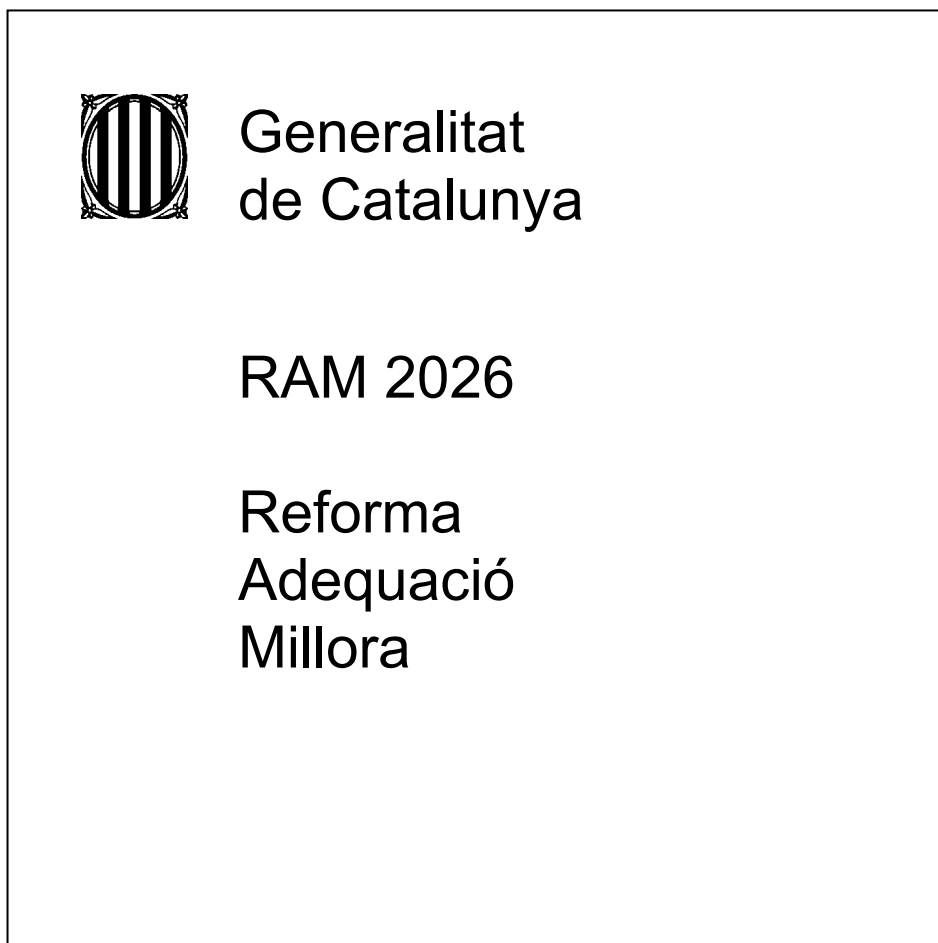 Generalitat
de Catalunya
RAM 2026
Reforma
Adequació
Millora